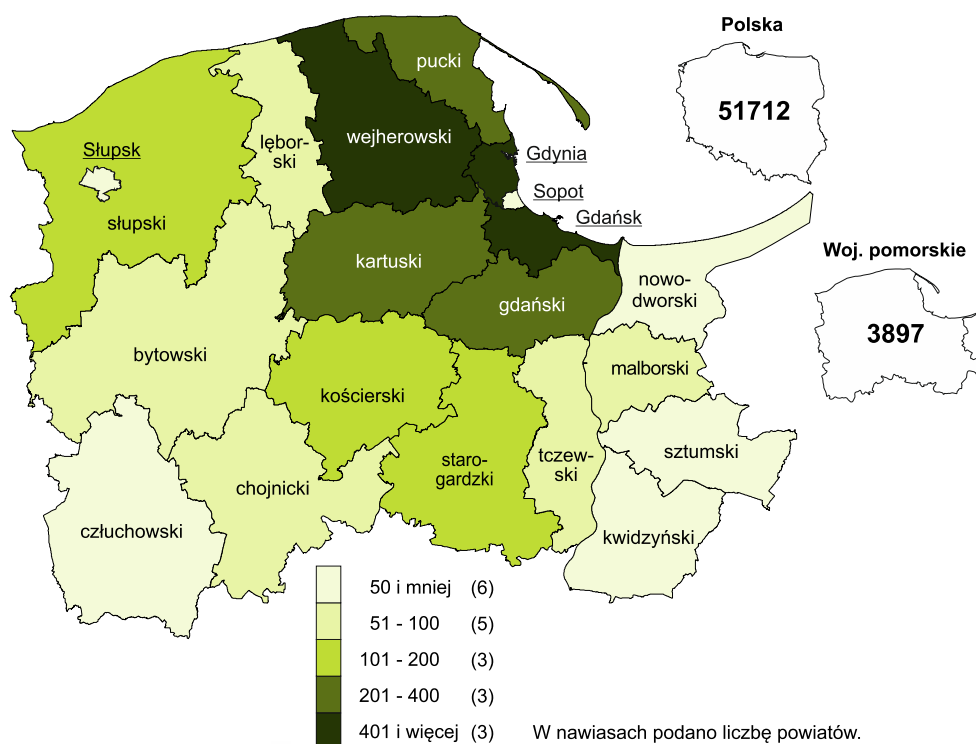 Polska
51712
pucki
wejherowski
Gdynia
lębor-
ski
Słupsk
Sopot
Gdańsk
słupski
kartuski
Woj. pomorskie
3897
nowo-
dworski
gdański
bytowski
malborski
kościerski
staro-
gardzki
tczew-
ski
sztumski
chojnicki
człuchowski
kwidzyński
50 i mniej (6)
51 - 100 (5)
101 - 200 (3)
201 - 400 (3)
401 i więcej (3)
W nawiasach podano liczbę powiatów.